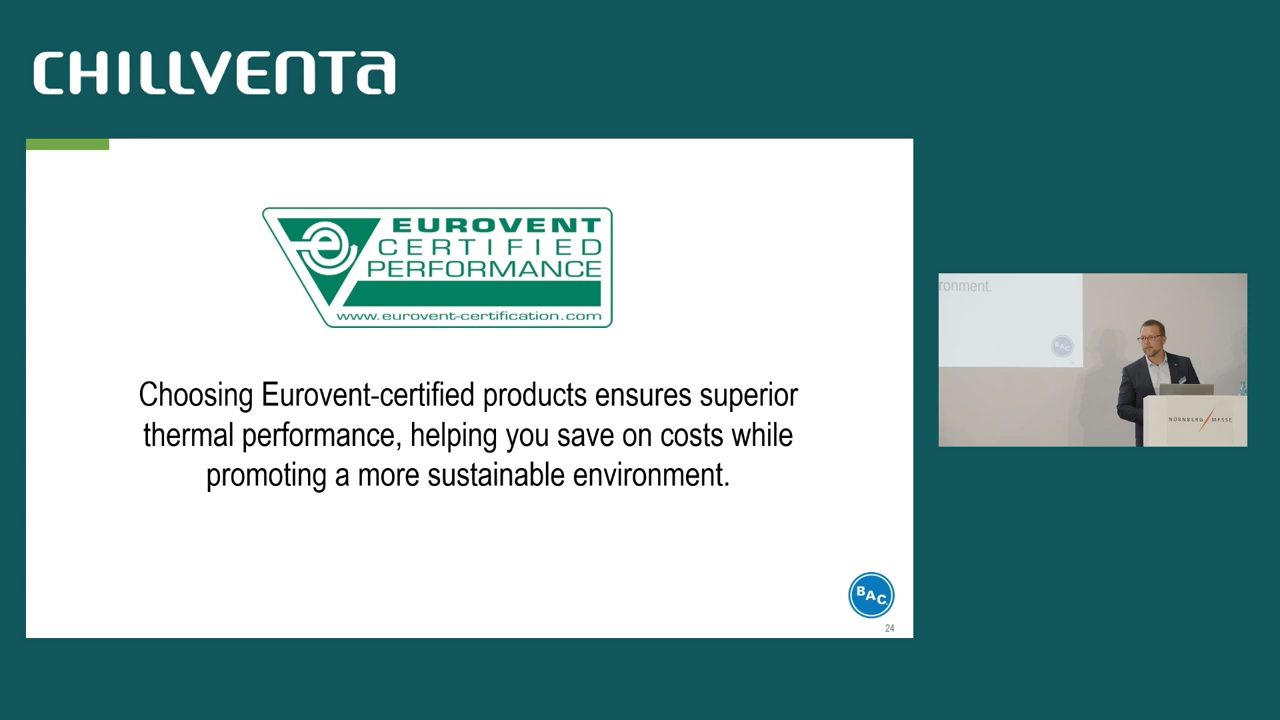 CHILLVENTA
EUROVENT
CERTIFIED
PERFORMANCE
www.eurovent-certification.com
Choosing Eurovent-certified products ensures superior
thermal performance, helping you save on costs while
promoting a more sustainable environment.
BAC
24
ronment.
BAC
NÜRNBERG MESSE